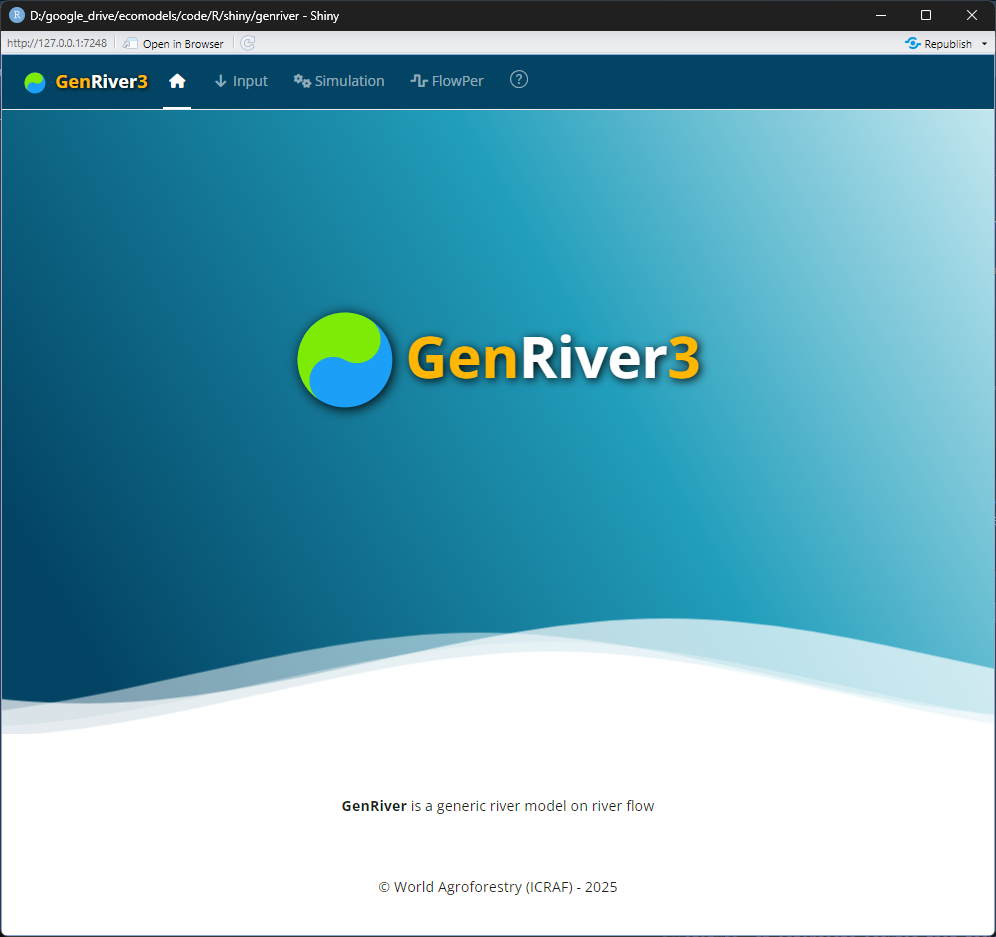 D:/google_drive/ecomodels/code/R/shiny/genriver - Shiny
http://127.0.0.1:7248 Open in Browser Republish
GenRiver3 Input Simulation FlowPer ?
GenRiver3
GenRiver is a generic river model on river flow
© World Agroforestry (ICRAF) - 2025